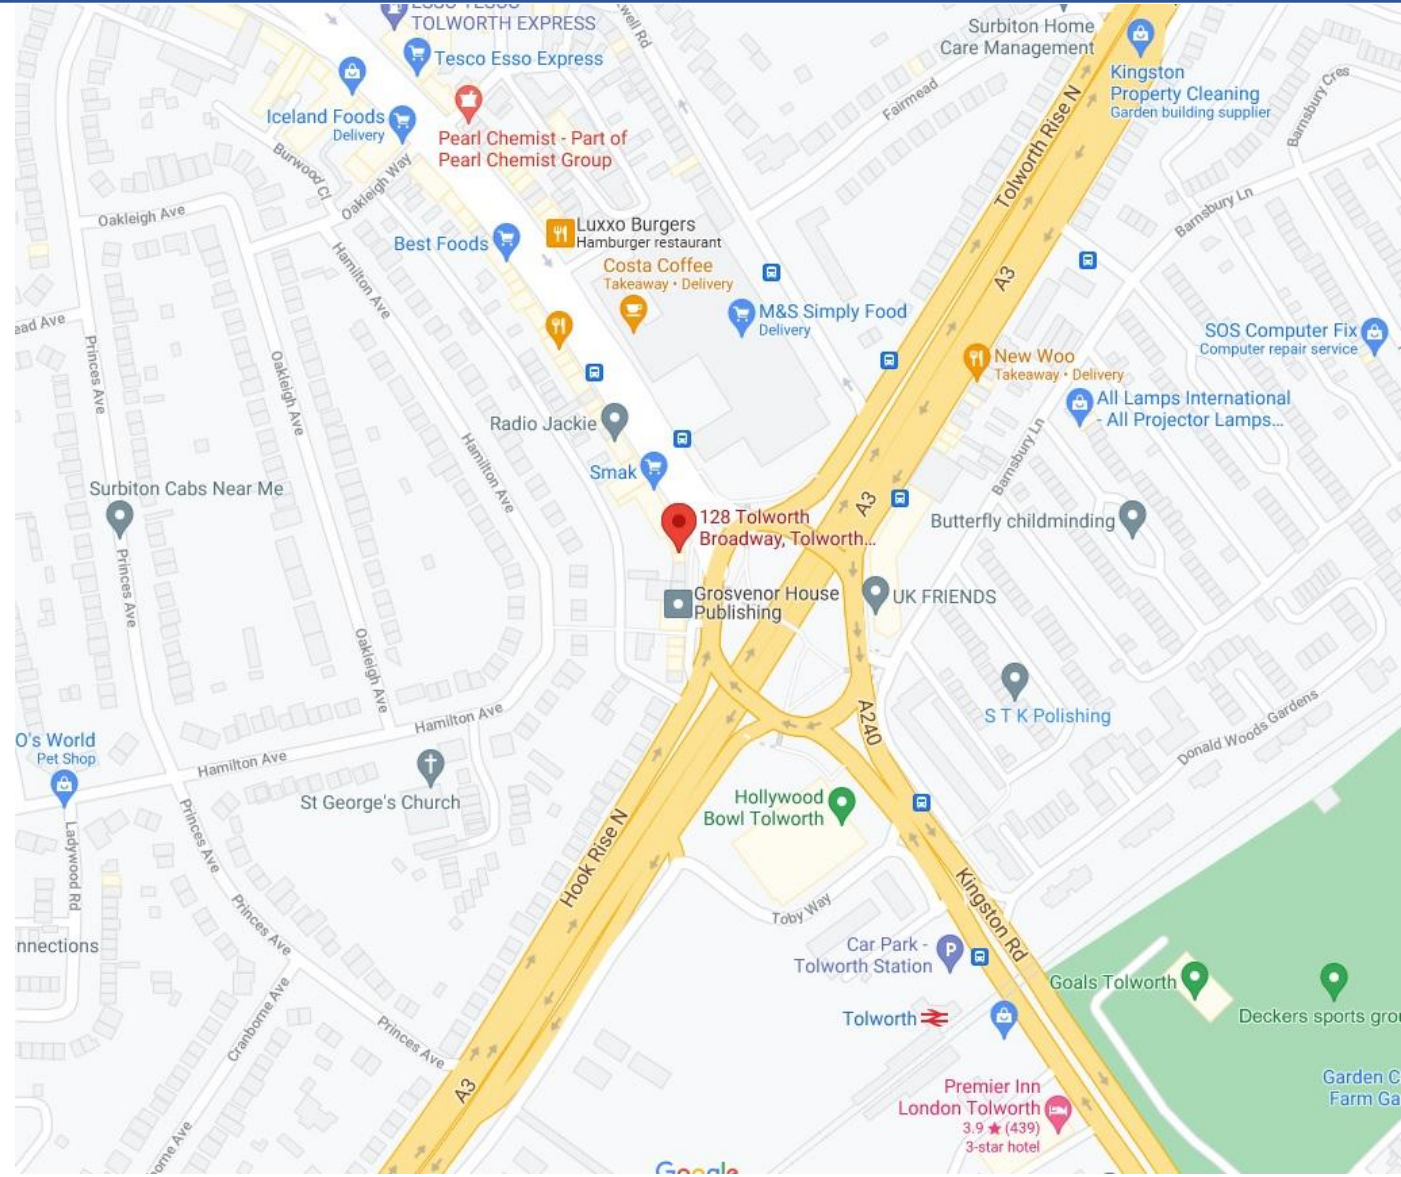 ESSO TESCO
TOLWORTH EXPRESS
Tesco Esso Express
Surbiton Home
Care Management
Kingston
Property Cleaning
Garden building supplier
Iceland Foods
Delivery
Pearl Chemist - Part of
Pearl Chemist Group
Fairmead
Tolworth Rise N
Barnsbury Cres
Burwood Cl
Oakleigh Way
Oakleigh Ave
Barnsbury Ln
Luxxo Burgers
Hamburger restaurant
Best Foods
Hamilton Ave
Costa Coffee
Takeaway • Delivery
A3
M&S Simply Food
Delivery
SOS Computer Fix
Computer repair service
ead Ave
Princes Ave
Oakleigh Ave
New Woo
Takeaway • Delivery
All Lamps International
- All Projector Lamps...
Radio Jackie
Hamilton Ave
Barnsbury Ln
Smak
Surbiton Cabs Near Me
A3
128 Tolworth
Broadway, Tolworth...
Butterfly childminding
Princes Ave
Grosvenor House
Publishing
UK FRIENDS
Oakleigh Ave
S T K Polishing
A240
Hamilton Ave
Donald Woods Gardens
O's World
Pet Shop
Hamilton Ave
St George's Church
Hollywood
Bowl Tolworth
Princes Ave
Ladywood Rd
Hook Rise N
Princes Ave
Toby Way
Kingston Rd
nnections
Car Park -
Tolworth Station
Goals Tolworth
Tolworth
Deckers sports grou
Cranborne Ave
Princes Ave
A3
Garden C
Farm Ga
Premier Inn
London Tolworth
3.9 ★ (439)
3-star hotel
orne Ave
Google